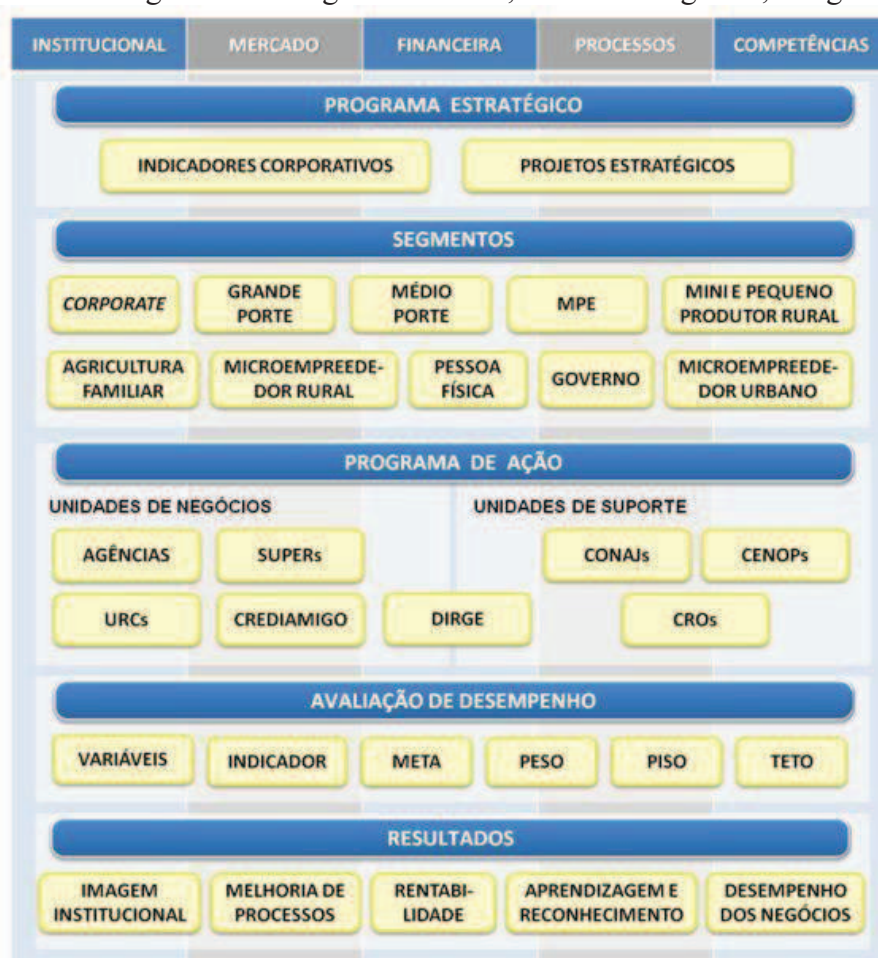 INSTITUCIONAL MERCADO FINANCEIRA PROCESSOS COMPETÊNCIAS
PROGRAMA ESTRATÉGICO
INDICADORES CORPORATIVOS PROJETOS ESTRATÉGICOS
SEGMENTOS
CORPORATE
GRANDE
PORTE
MÉDIO
PORTE
MPE
MINI E PEQUENO
PRODUTOR RURAL
AGRICULTURA
FAMILIAR
MICROEMPREEDE-
DOR RURAL
PESSOA
FÍSICA
GOVERNO
MICROEMPREEDE-
DOR URBANO
PROGRAMA DE AÇÃO
UNIDADES DE NEGÓCIOS UNIDADES DE SUPORTE
AGÊNCIAS SUPERs CONAJs CENOPs
URCs CREDIAMIGO DIRGE CROs
AVALIAÇÃO DE DESEMPENHO
VARIÁVEIS INDICADOR META PESO PISO TETO
RESULTADOS
IMAGEM
INSTITUCIONAL
MELHORIA DE
PROCESSOS
RENTABI-
LIDADE
APRENDIZAGEM E
RECONHECIMENTO
DESEMPENHO
DOS NEGÓCIOS